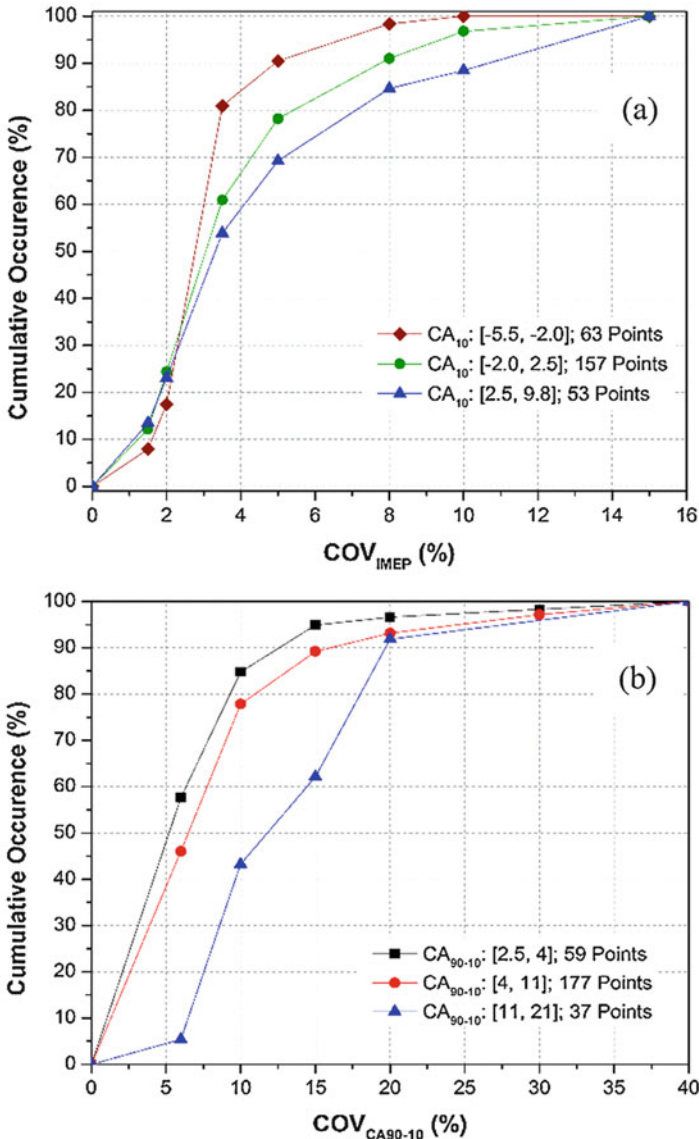 100
90
80
70
60
50
40
30
20
10
0
Cumulative Occurence (%)
(a)
CA10: [-5.5, -2.0]; 63 Points
CA10: [-2.0, 2.5]; 157 Points
CA10: [2.5, 9.8]; 53 Points
0 2 4 6 8 10 12 14 16
COVIMEP (%)
100
90
80
70
60
50
40
30
20
10
0
Cumulative Occurence (%)
(b)
CA90-10: [2.5, 4]; 59 Points
CA90-10: [4, 11]; 177 Points
CA90-10: [11, 21]; 37 Points
0 5 10 15 20 25 30 35 40
COVCA90-10 (%)